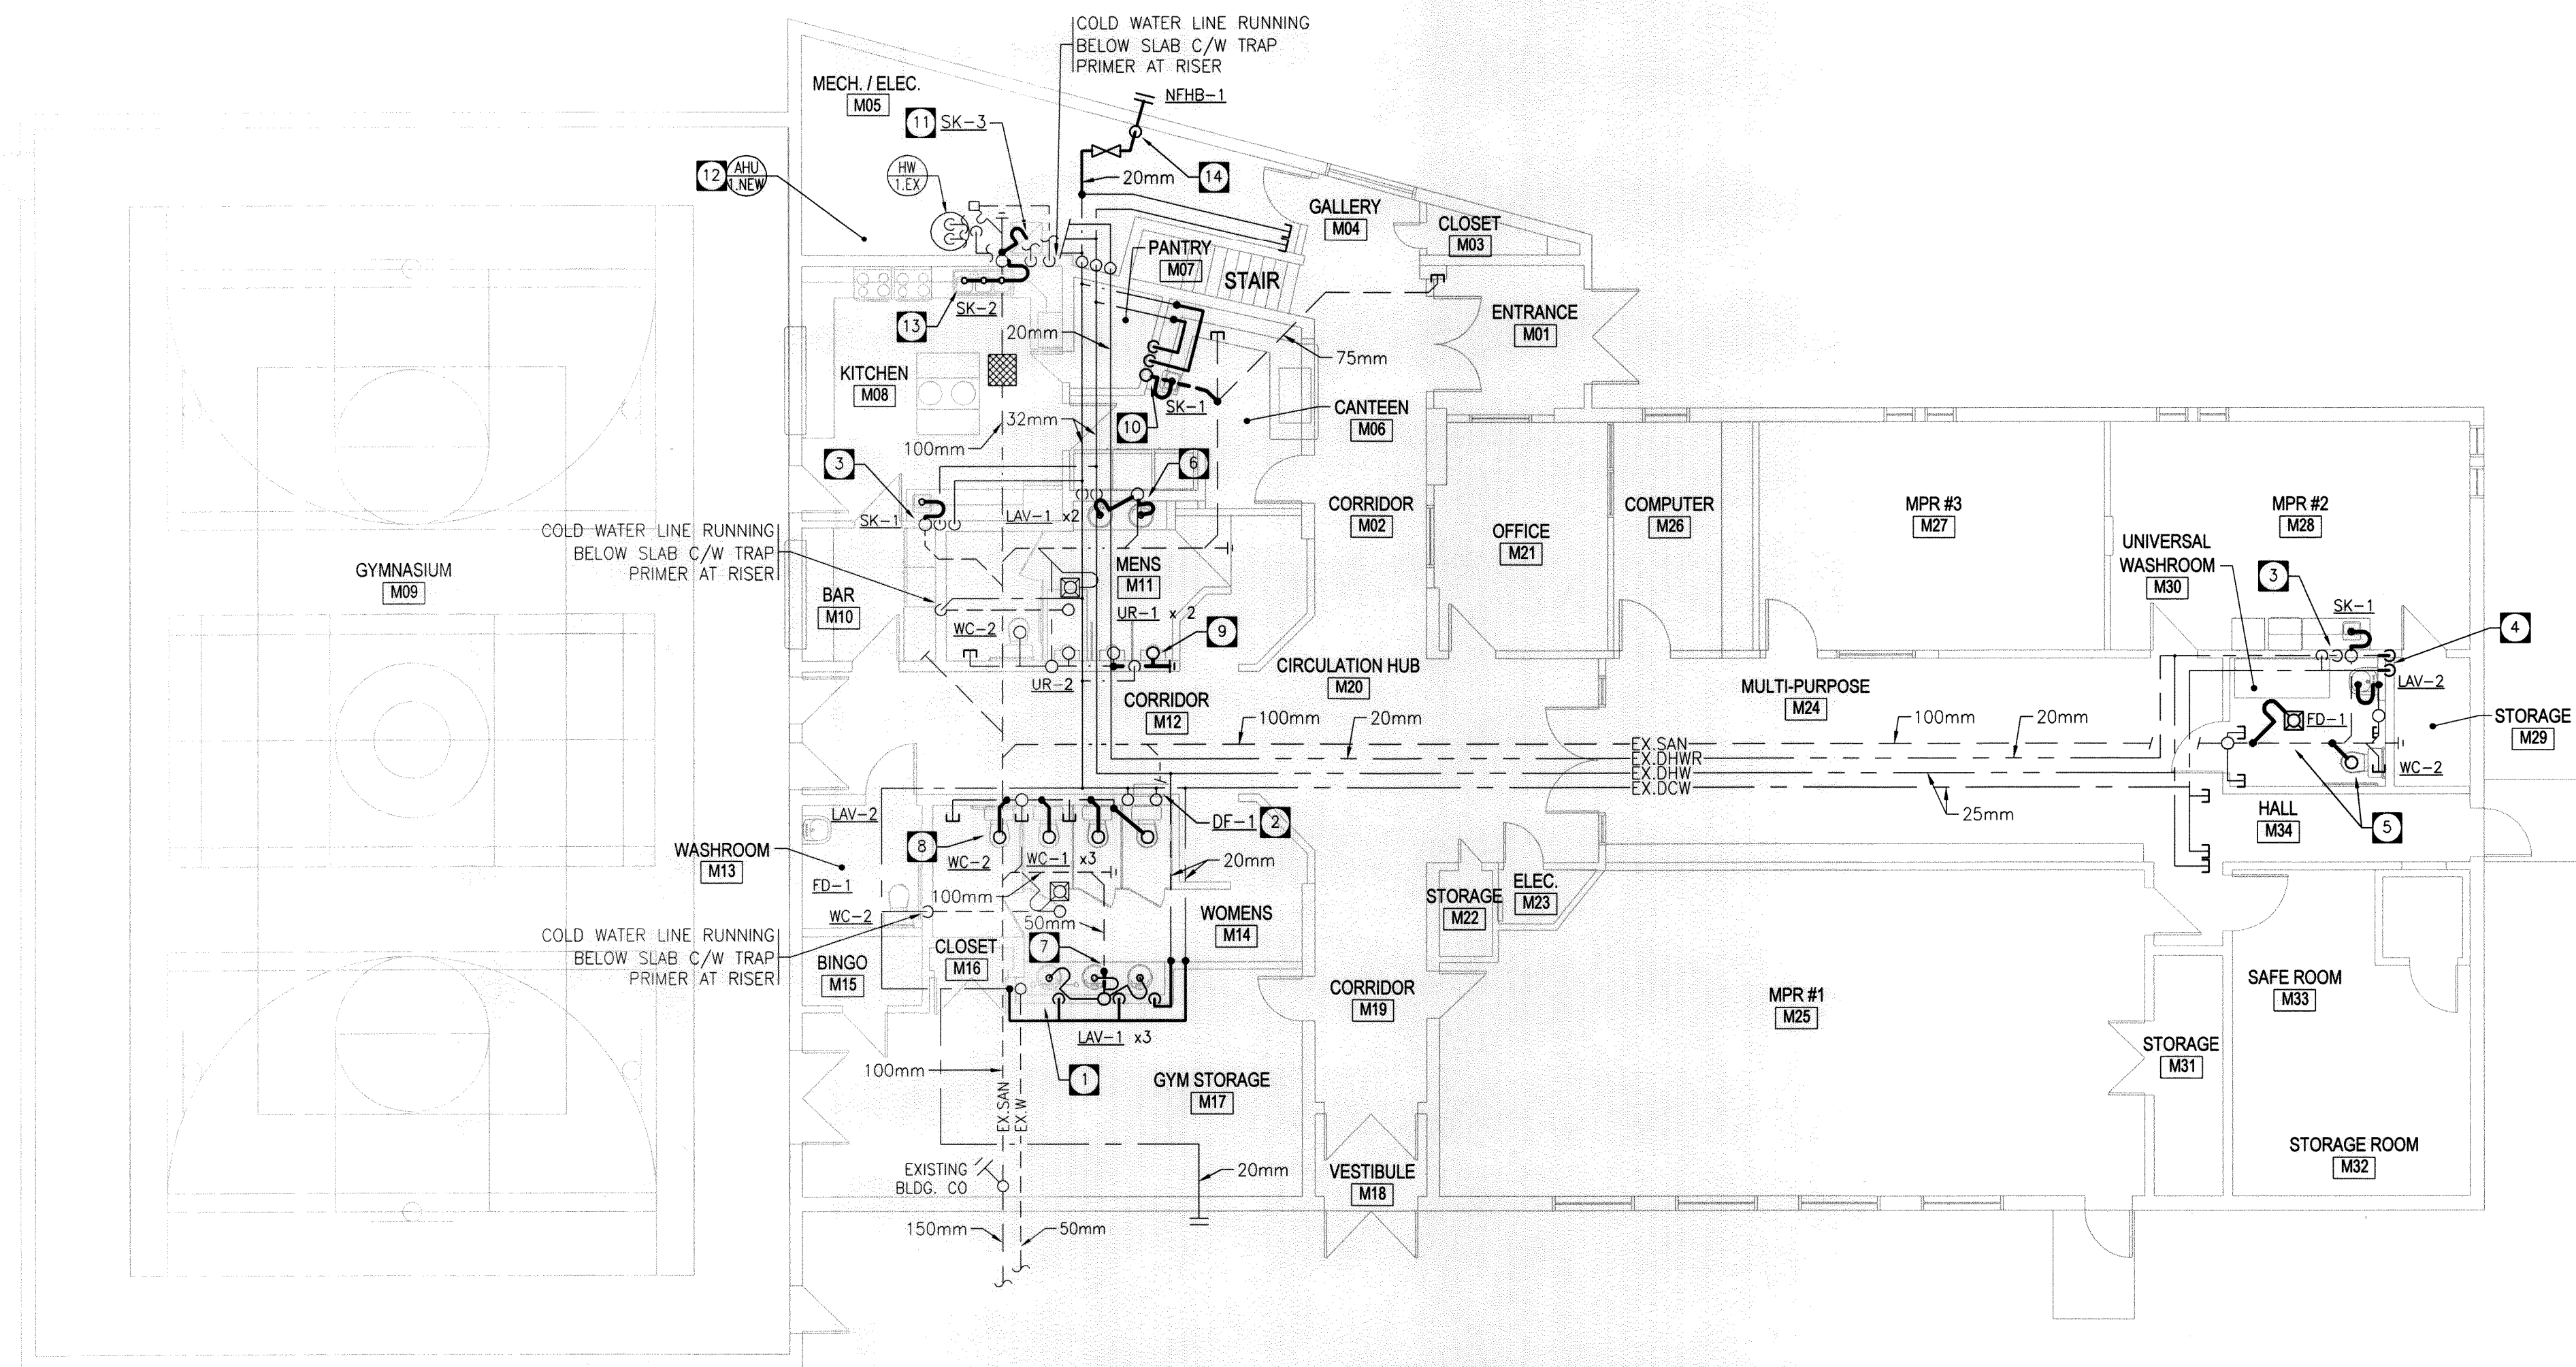 COLD WATER LINE RUNNING
BELOW SLAB C/W TRAP
PRIMER AT RISER
MECH. / ELEC.
M05
NFHB-1
11 SK-3
12 AHU
1.NEW
HW
1.EX
20mm
14
GALLERY
M04
CLOSET
M03
PANTRY
M07
STAIR
ENTRANCE
M01
SK-2
13
20mm
75mm
KITCHEN
M08
SK-1
10
CANTEEN
M06
32mm
100mm
3
6
SK-1
LAV-1 x2
CORRIDOR
M02
OFFICE
M21
COMPUTER
M26
MPR #3
M27
MPR #2
M28
COLD WATER LINE RUNNING
BELOW SLAB C/W TRAP
PRIMER AT RISER
GYMNASIUM
M09
BAR
M10
MENS
M11
UR-1 x 2
WC-2
9
UR-2
UNIVERSAL
WASHROOM
M30
3
SK-1
4
LAV-2
CIRCULATION HUB
M20
CORRIDOR
M12
MULTI-PURPOSE
M24
FD-1
STORAGE
M29
100mm
20mm
100mm
20mm
EX.SAN
EX.DHWR
EX.DHW
EX.DCW
WC-2
25mm
HALL
M34
5
LAV-2
DF-1 2
8
WC-2
WC-1 x3
WASHROOM
M13
FD-1
WC-2
20mm
100mm
50mm
WOMENS
M14
STORAGE
M22
ELEC.
M23
COLD WATER LINE RUNNING
BELOW SLAB C/W TRAP
PRIMER AT RISER
BINGO
M15
CLOSET
M16
7
CORRIDOR
M19
MPR #1
M25
SAFE ROOM
M33
LAV-1 x3
1
100mm
EX.SAN
EX.W
GYM STORAGE
M17
STORAGE
M31
EXISTING
BLDG. CO
20mm
VESTIBULE
M18
STORAGE ROOM
M32
150mm
50mm